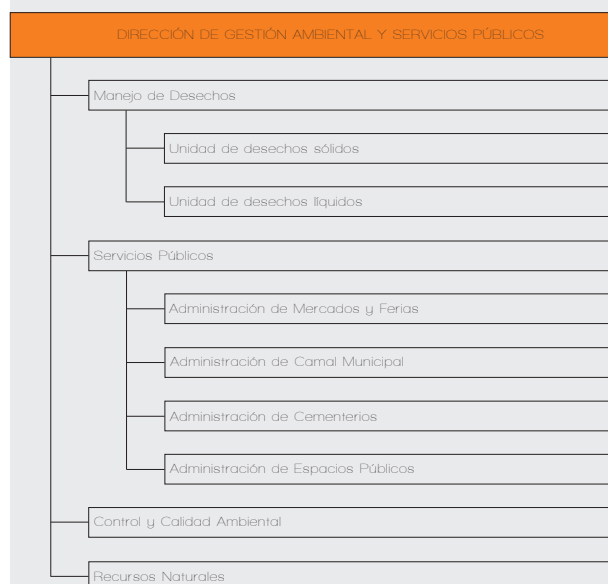 DIRECCIÓN DE GESTIÓN AMBIENTAL Y SERVICIOS PÚBLICOS
Manejo de Desechos
Unidad de desechos sólidos
Unidad de desechos líquidos
Servicios Públicos
Administración de Mercados y Ferias
Administración de Camal Municipal
Administración de Cementerios
Administración de Espacios Públicos
Control y Calidad Ambiental
Recursos Naturales